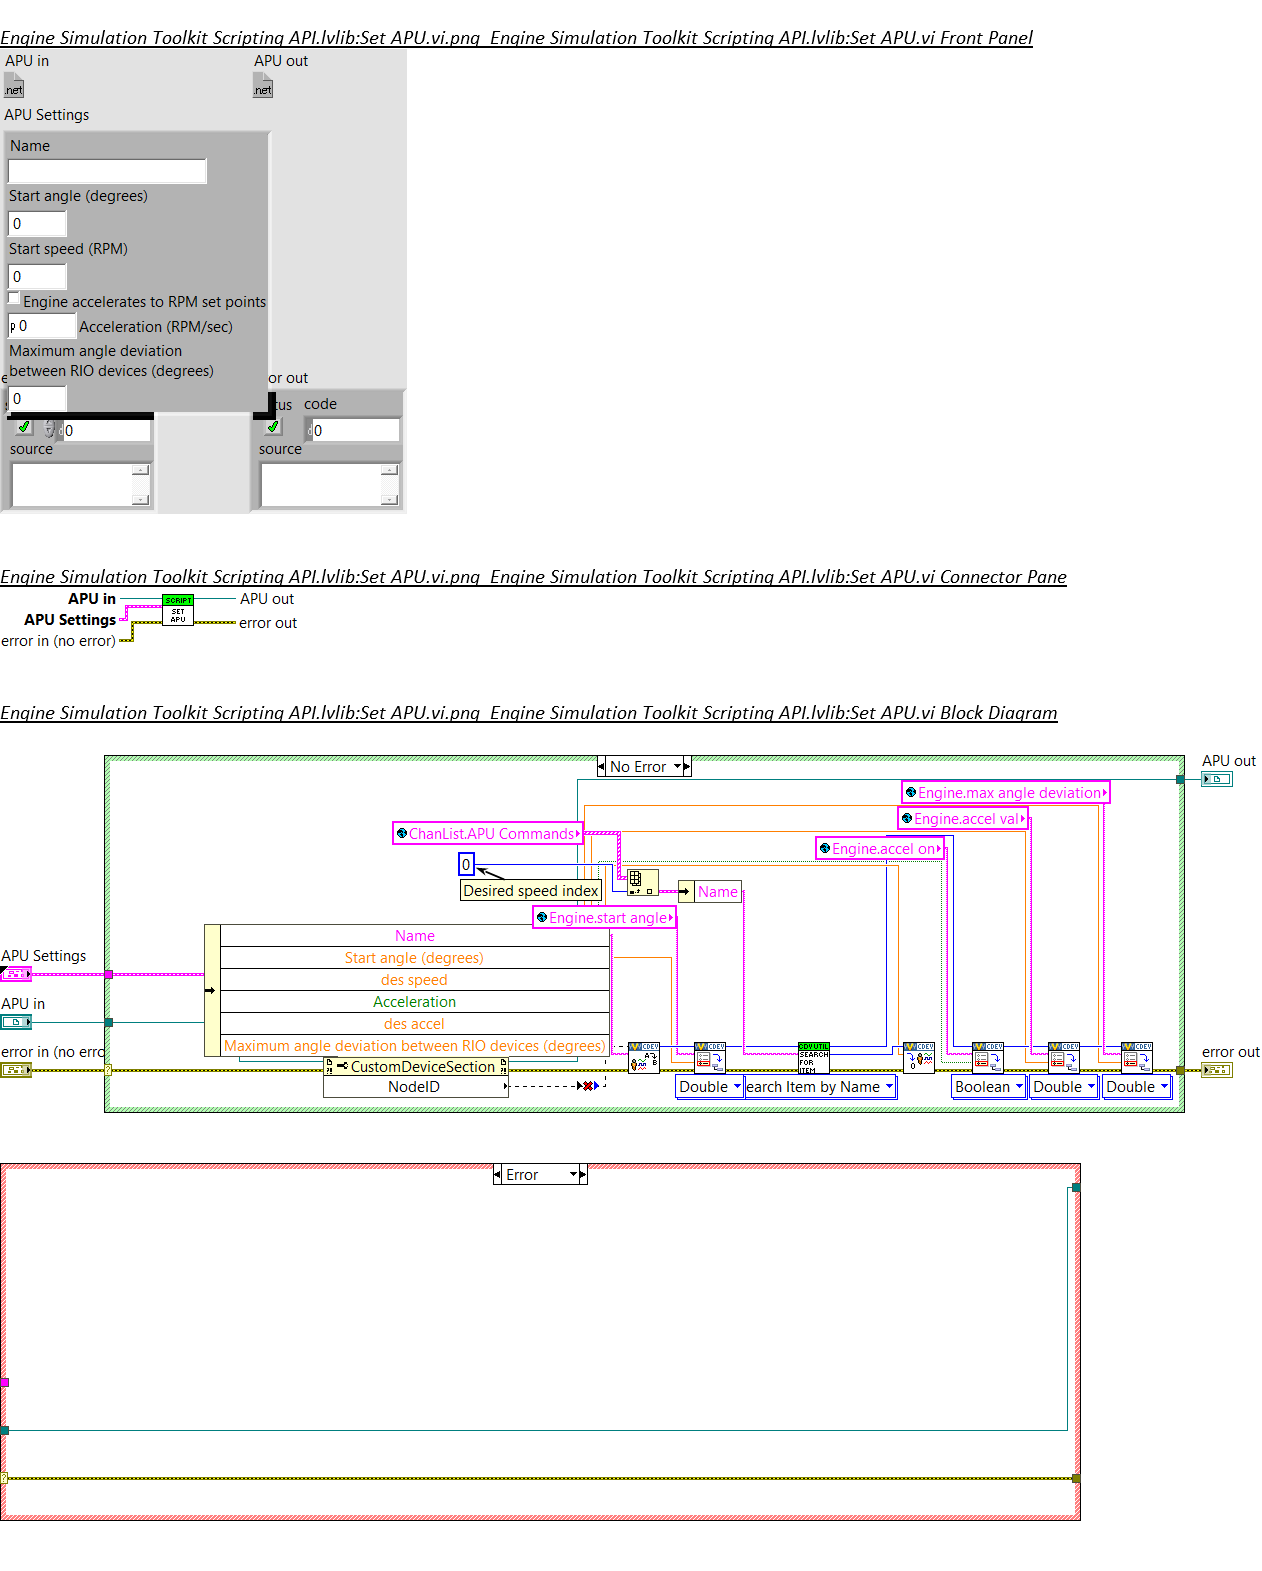 Engine Simulation Toolkit Scripting API.lvlib:Set APU.vi.png Engine Simulation Toolkit Scripting API.lvlib:Set APU.vi Front Panel
APU in
APU out
.net
.net
APU Settings
Name
Start angle (degrees)
0
Start speed (RPM)
0
Engine accelerates to RPM set points
0 Acceleration (RPM/sec)
Maximum angle deviation
between RIO devices (degrees)
or out
0
tus code
0
0
source
source
Engine Simulation Toolkit Scripting API.lvlib:Set APU.vi.png Engine Simulation Toolkit Scripting API.lvlib:Set APU.vi Connector Pane
APU in
SCRIPT
APU out
APU Settings
SET
APU
error out
error in (no error)
Engine Simulation Toolkit Scripting API.lvlib:Set APU.vi.png Engine Simulation Toolkit Scripting API.lvlib:Set APU.vi Block Diagram
No Error
APU out
Engine.max angle deviation
Engine.accel val
ChanList.APU Commands
Engine.accel on
0
Desired speed index
Name
Engine.start angle
Name
APU Settings
Start angle (degrees)
des speed
APU in
Acceleration
des accel
error in (no erro
Maximum angle deviation between RIO devices (degrees)
CDEV
CDEV
CDV UTIL
CDEV
CDEV
CDEV
CDEV
error out
SEARCH
FOR
ITEM
CustomDeviceSection
NodeID
Double
earch Item by Name
Boolean
Double
Double
Error